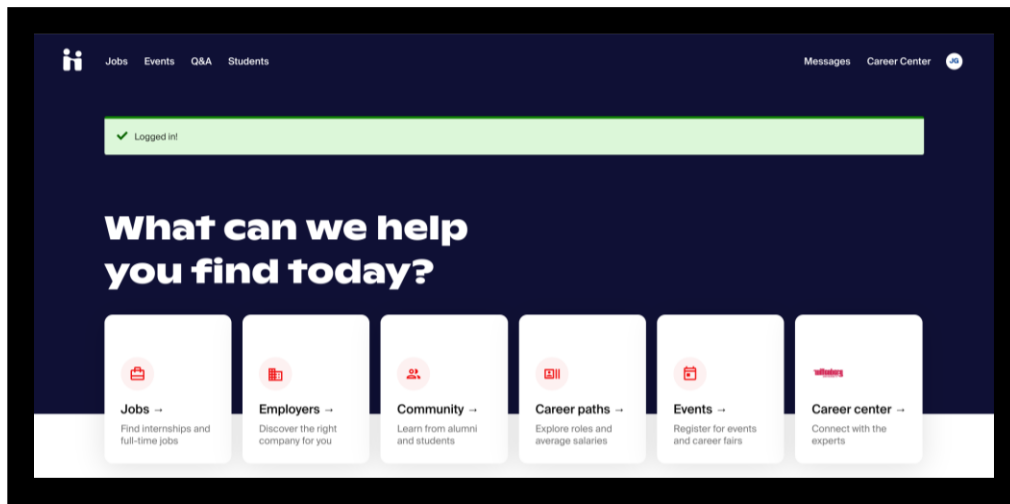 Jobs Events Q&A Students Messages Career Center JG
Logged in!
What can we help
you find today?
Jobs →
Find internships and
full-time jobs
Employers →
Discover the right
company for you
Community →
Learn from alumni
and students
Career paths →
Explore roles and
average salaries
Events →
Register for events
and career fairs
Career center →
Connect with the
experts